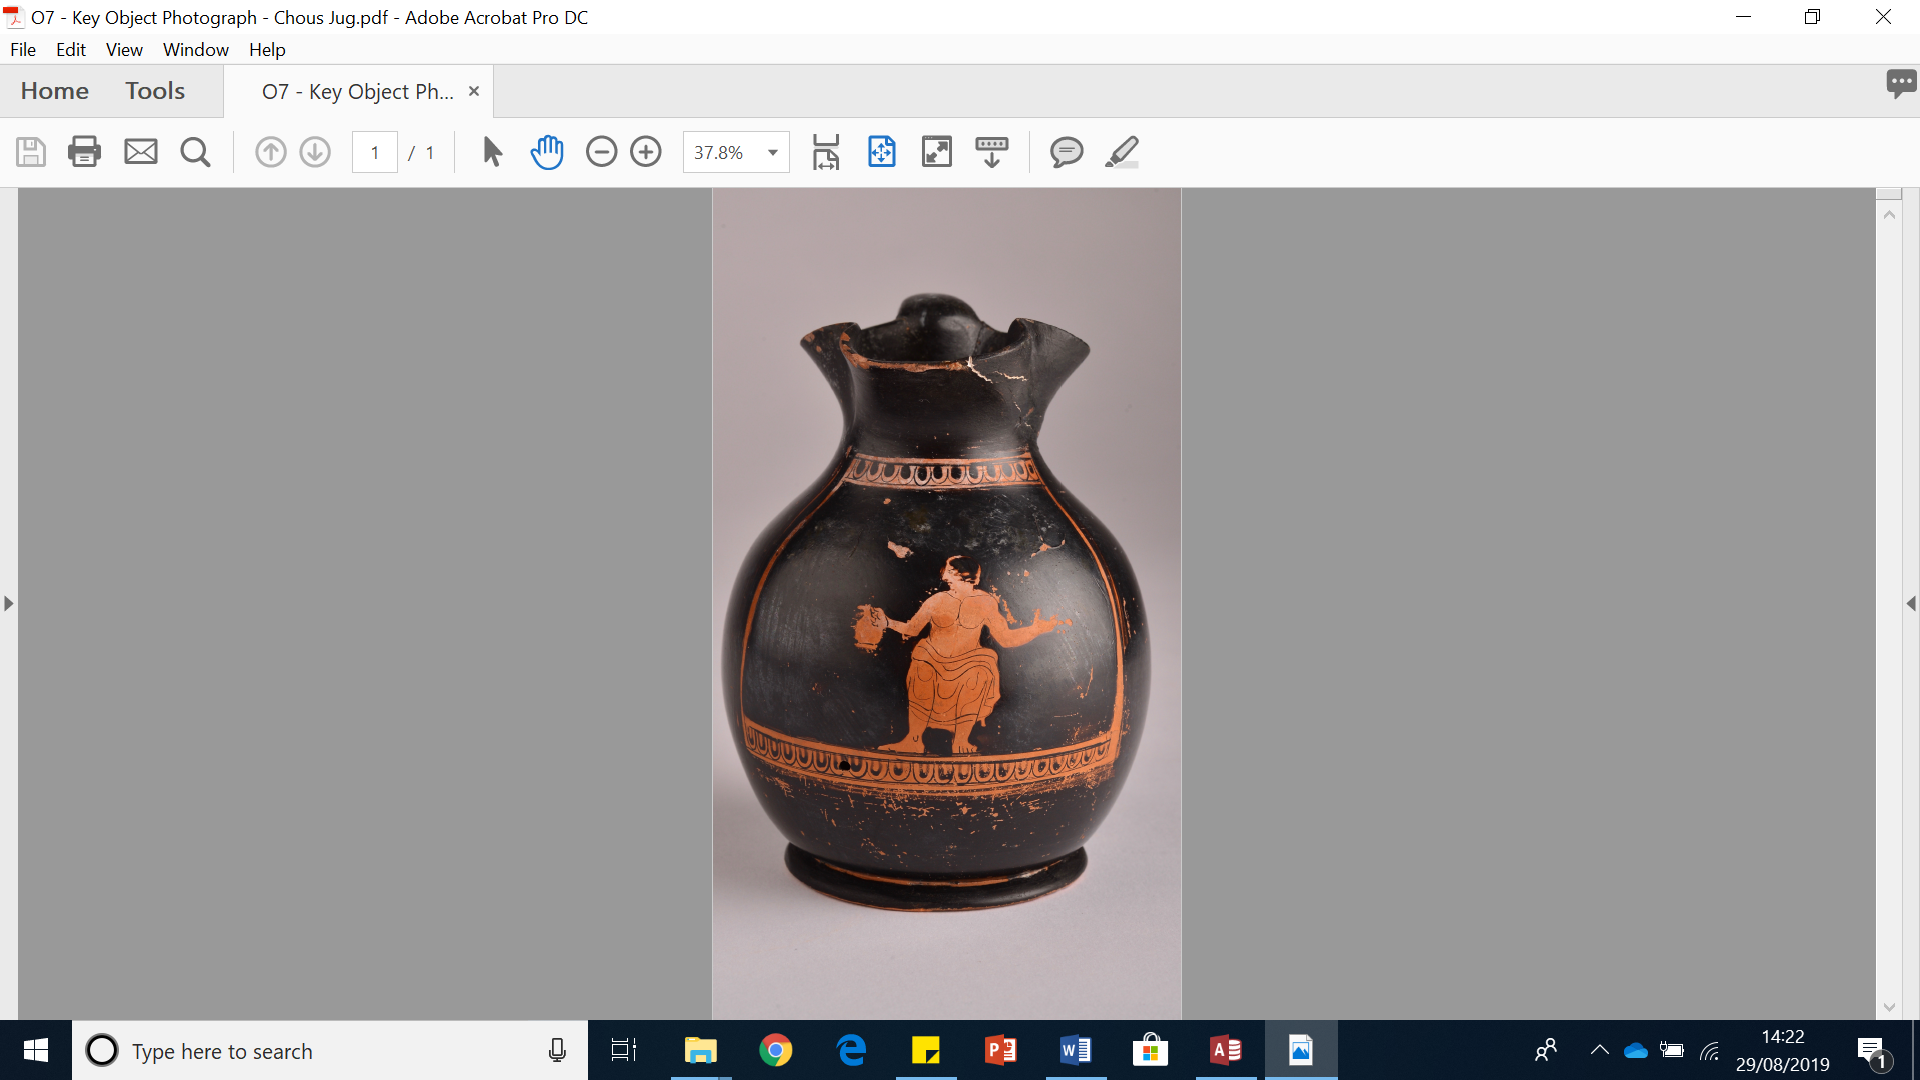 O7 - Key Object Photograph - Chous Jug.pdf - Adobe Acrobat Pro DC
File Edit View Window Help
Home Tools O7 - Key Object Ph... ×
1 / 1 37.8%
Type here to search
14:22
29/08/2019
1